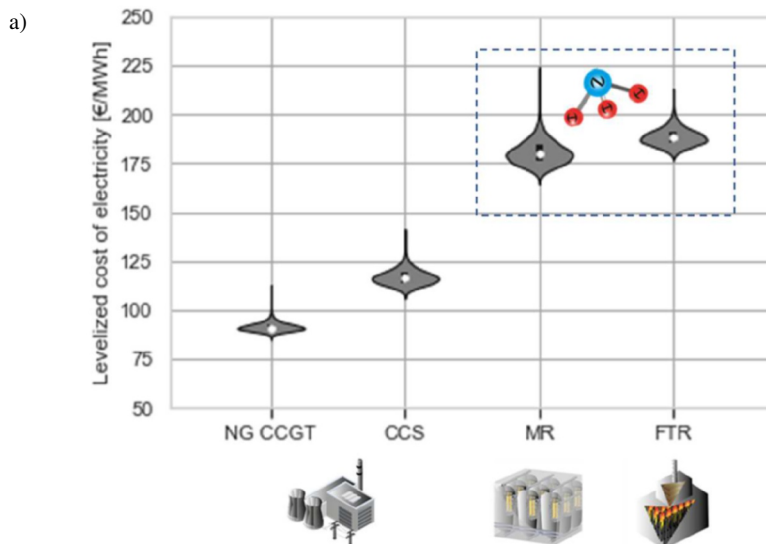 a)
Levelized cost of electricity [€/MWh]
250
225
200
175
150
125
100
75
50
N
H
H
H
NG CCGT
CCS
MR
FTR